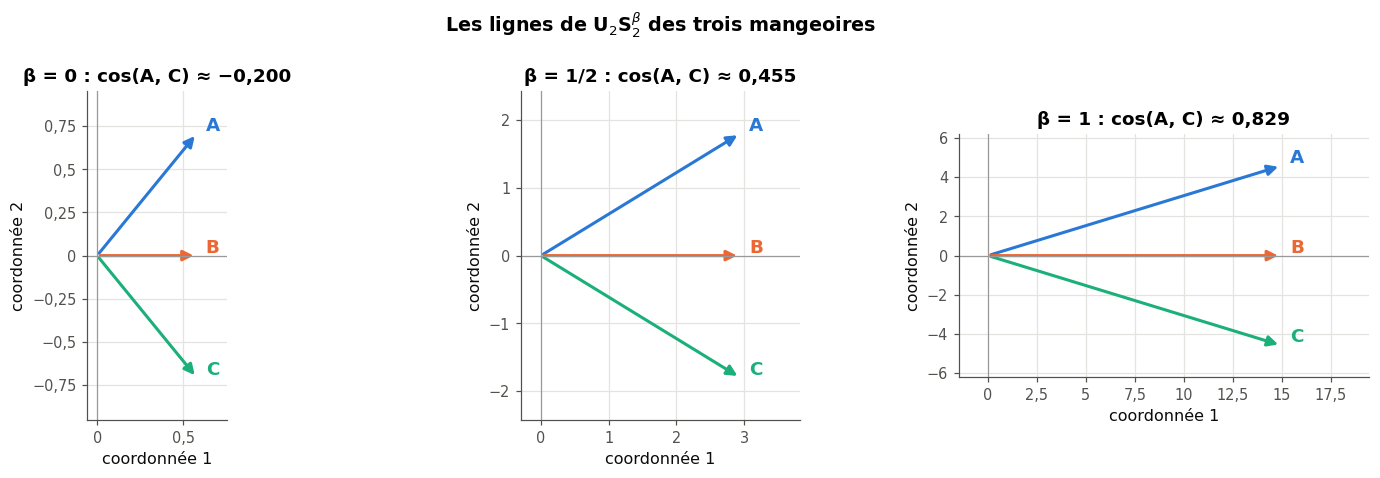 Les lignes de U₂S₂^β des trois mangeoires
β = 0 : cos(A, C) ≈ −0,200
0,75
0,5
0,25
0
−0,25
−0,5
−0,75
coordonnée 2
A
B
C
0
0,5
coordonnée 1
β = 1/2 : cos(A, C) ≈ 0,455
2
1
0
−1
−2
coordonnée 2
A
B
C
0
1
2
3
coordonnée 1
β = 1 : cos(A, C) ≈ 0,829
6
4
2
0
−2
−4
−6
coordonnée 2
A
B
C
0
2,5
5
7,5
10
12,5
15
17,5
coordonnée 1